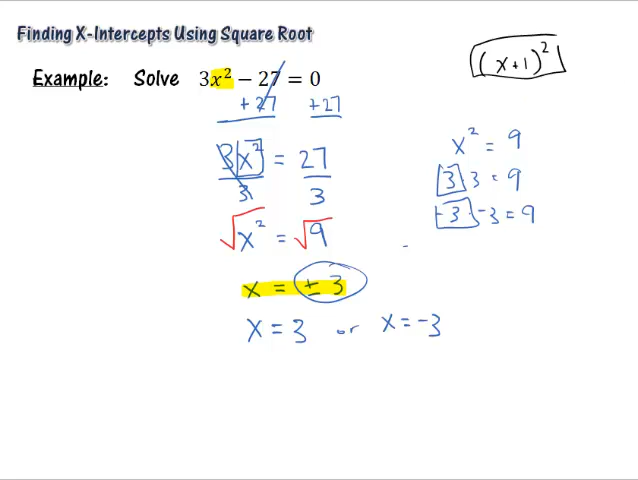 Finding X-Intercepts Using Square Root
(x+1)²
Example: Solve 3x² − 27 = 0
+27 +27
3x² = 27
3 3
√x² = √9
x = ± 3
x = 3 or x = -3
x² = 9
3·3 = 9
-3·-3 = 9